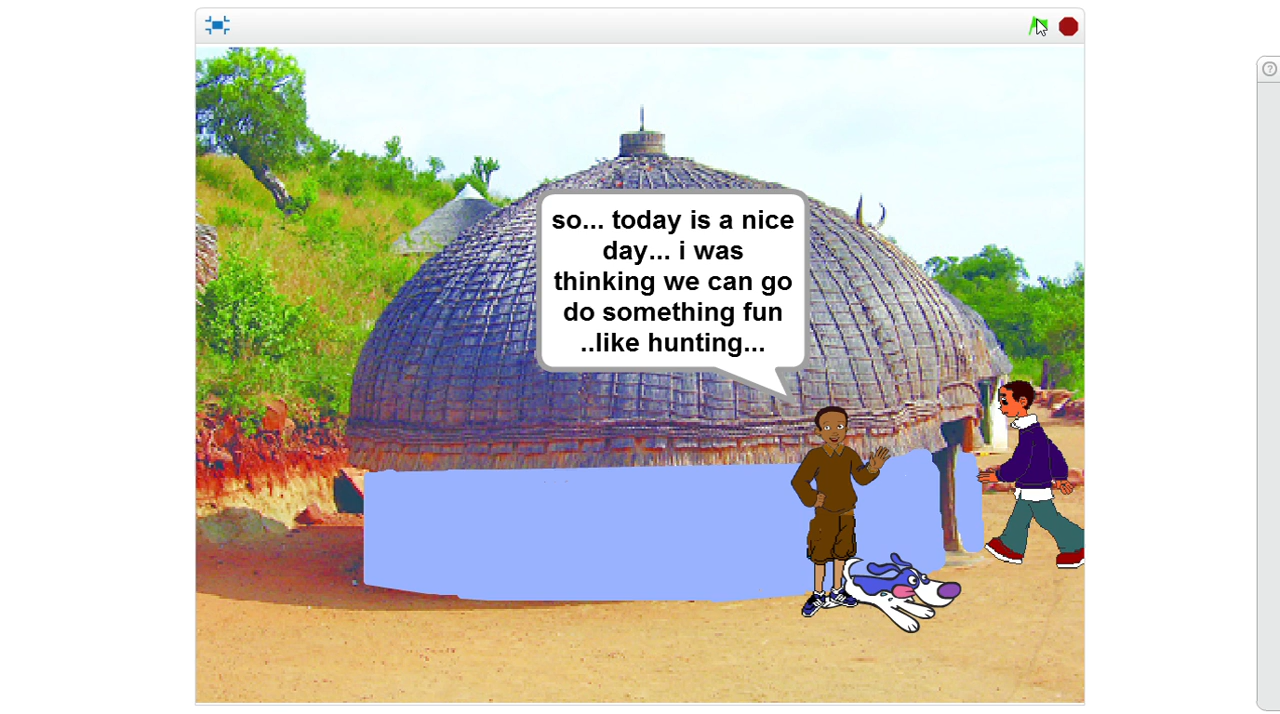 so... today is a nice
day... i was
thinking we can go
do something fun
..like hunting...